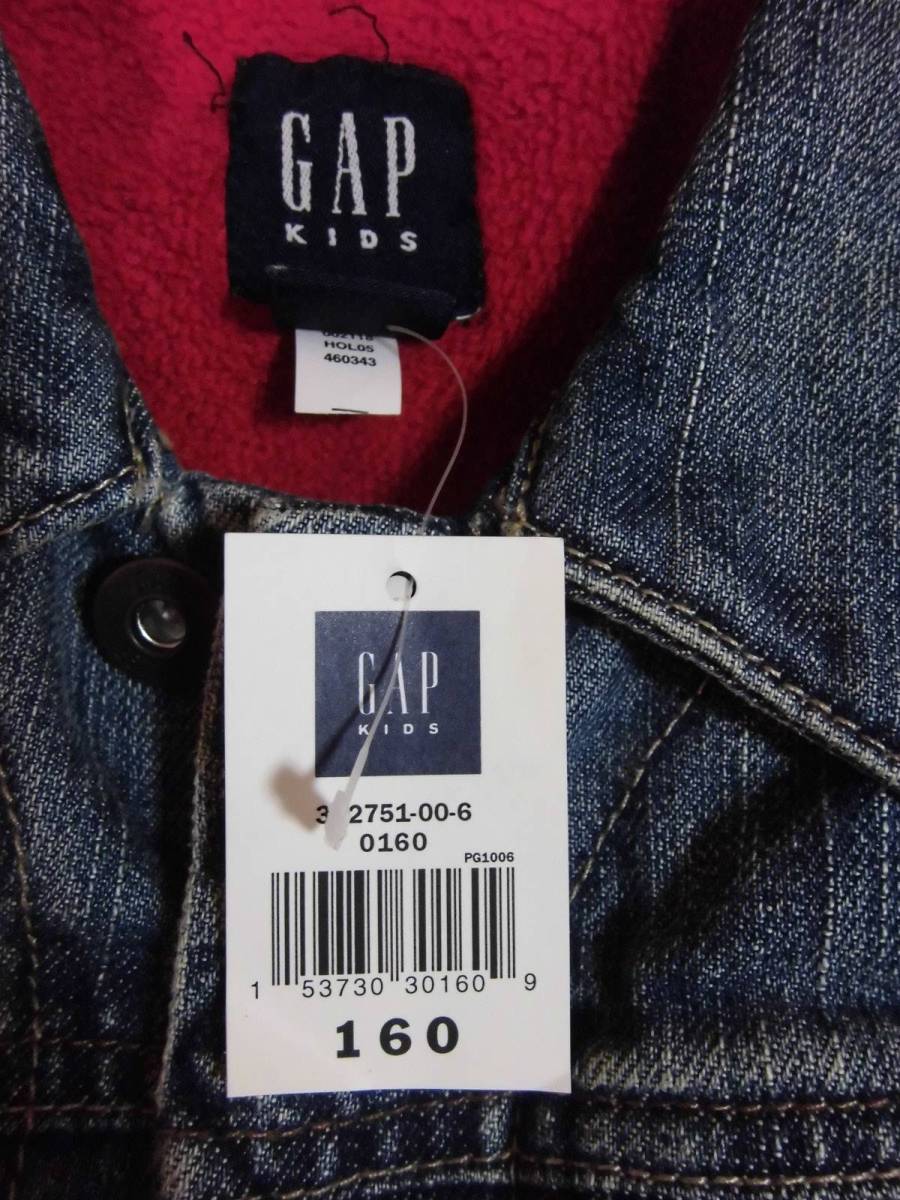 GAP
KIDS
HOL05
460343
GAP
KIDS
2751-00-6
0160
PG1006
1 53730 30160 9
160